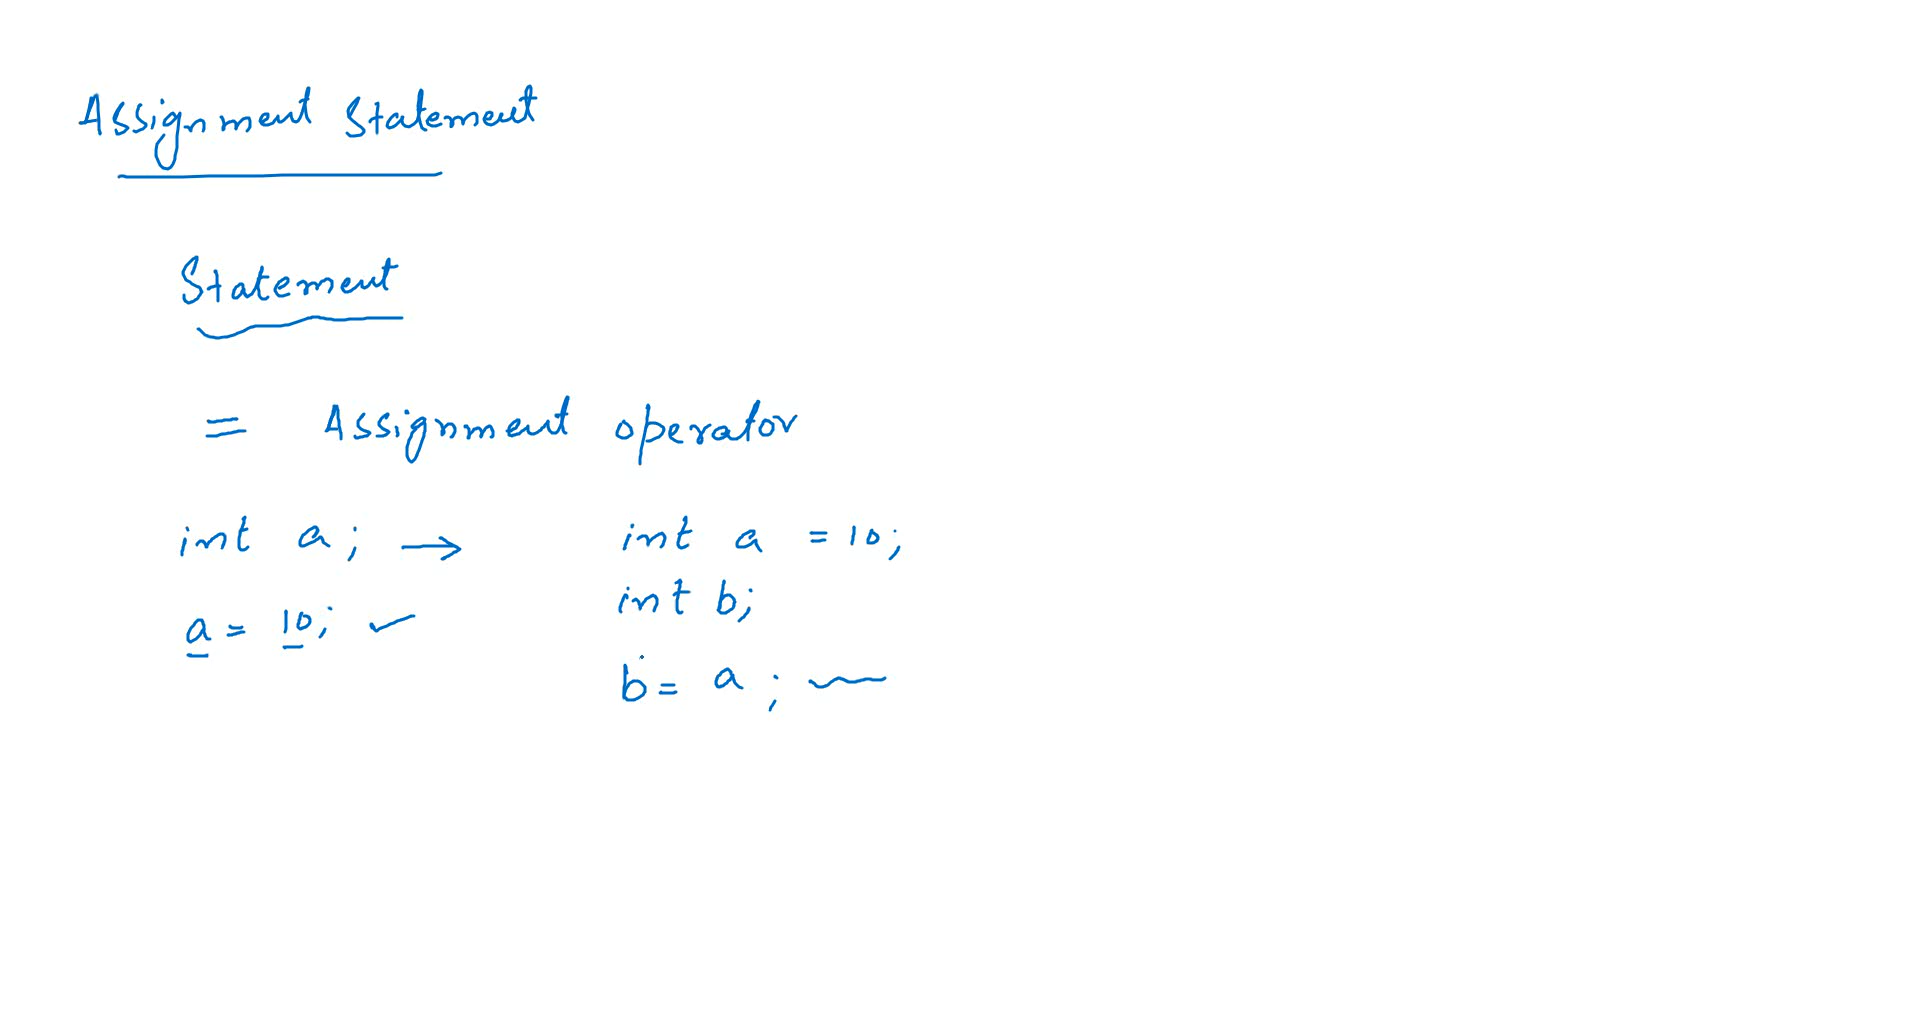 Assignment Statement
Statement
= Assignment operator
int a; → int a = 10;
int b;
a = 10; ✓
b = a ;